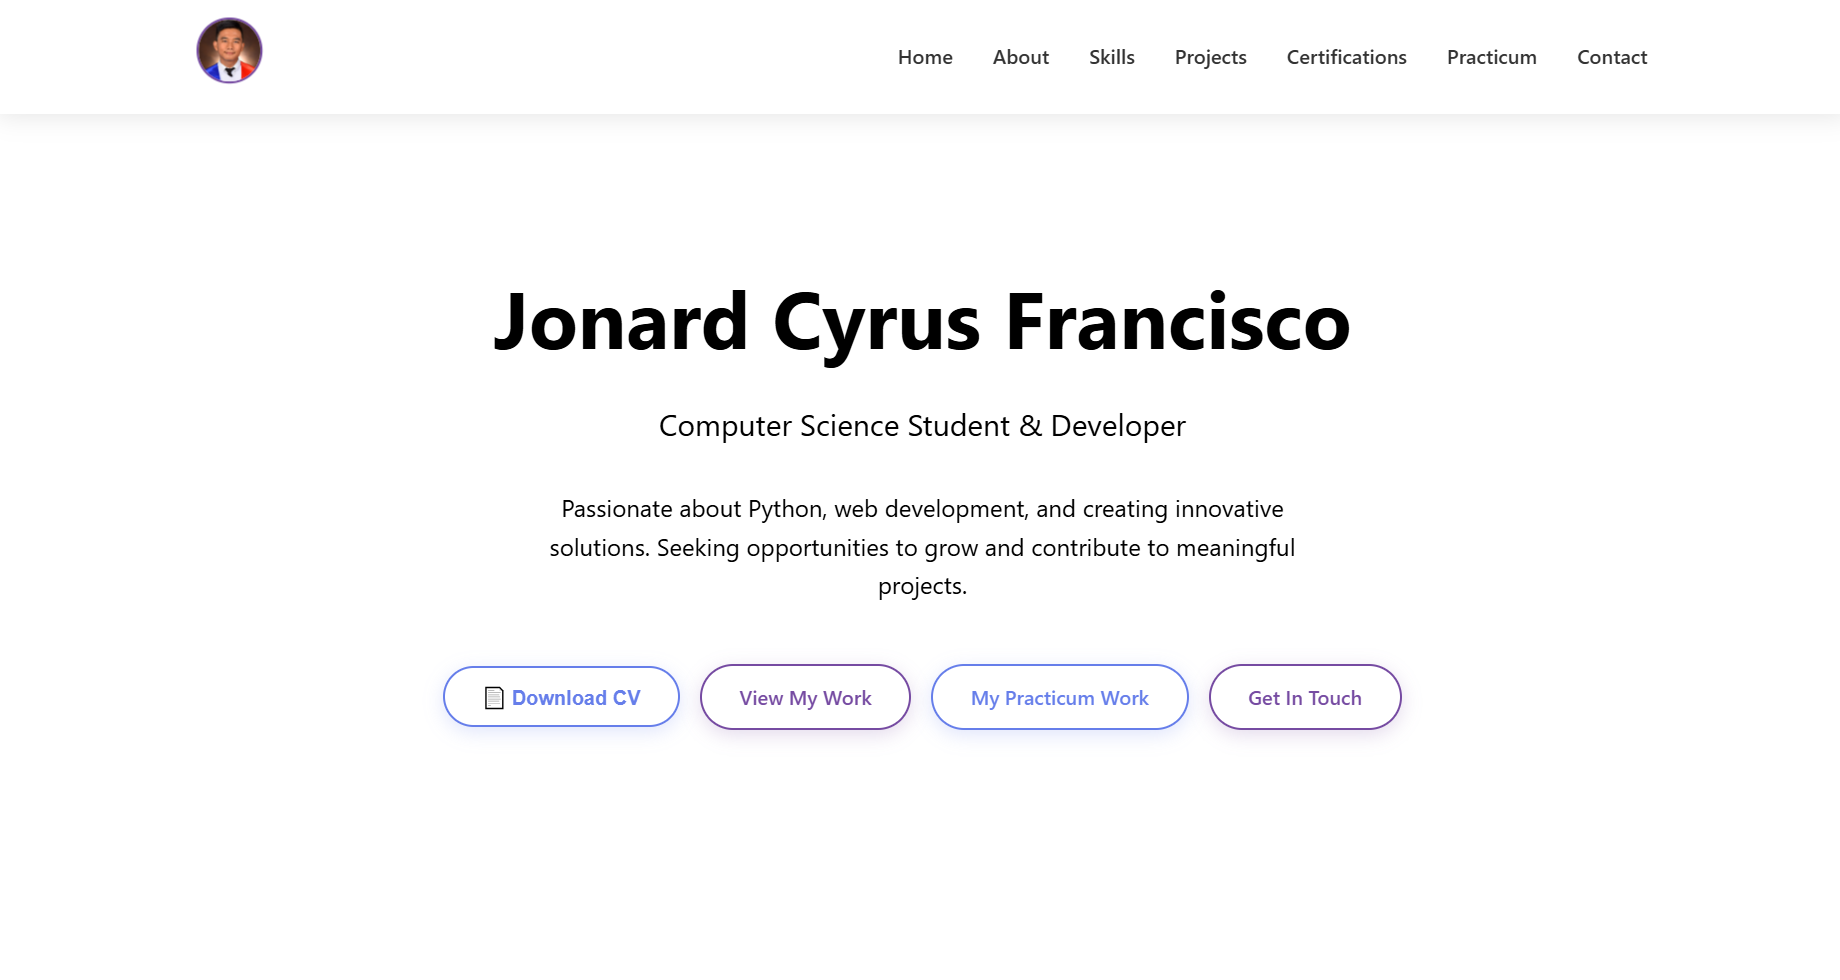 Home About Skills Projects Certifications Practicum Contact
Jonard Cyrus Francisco
Computer Science Student & Developer
Passionate about Python, web development, and creating innovative
solutions. Seeking opportunities to grow and contribute to meaningful
projects.
Download CV View My Work My Practicum Work Get In Touch